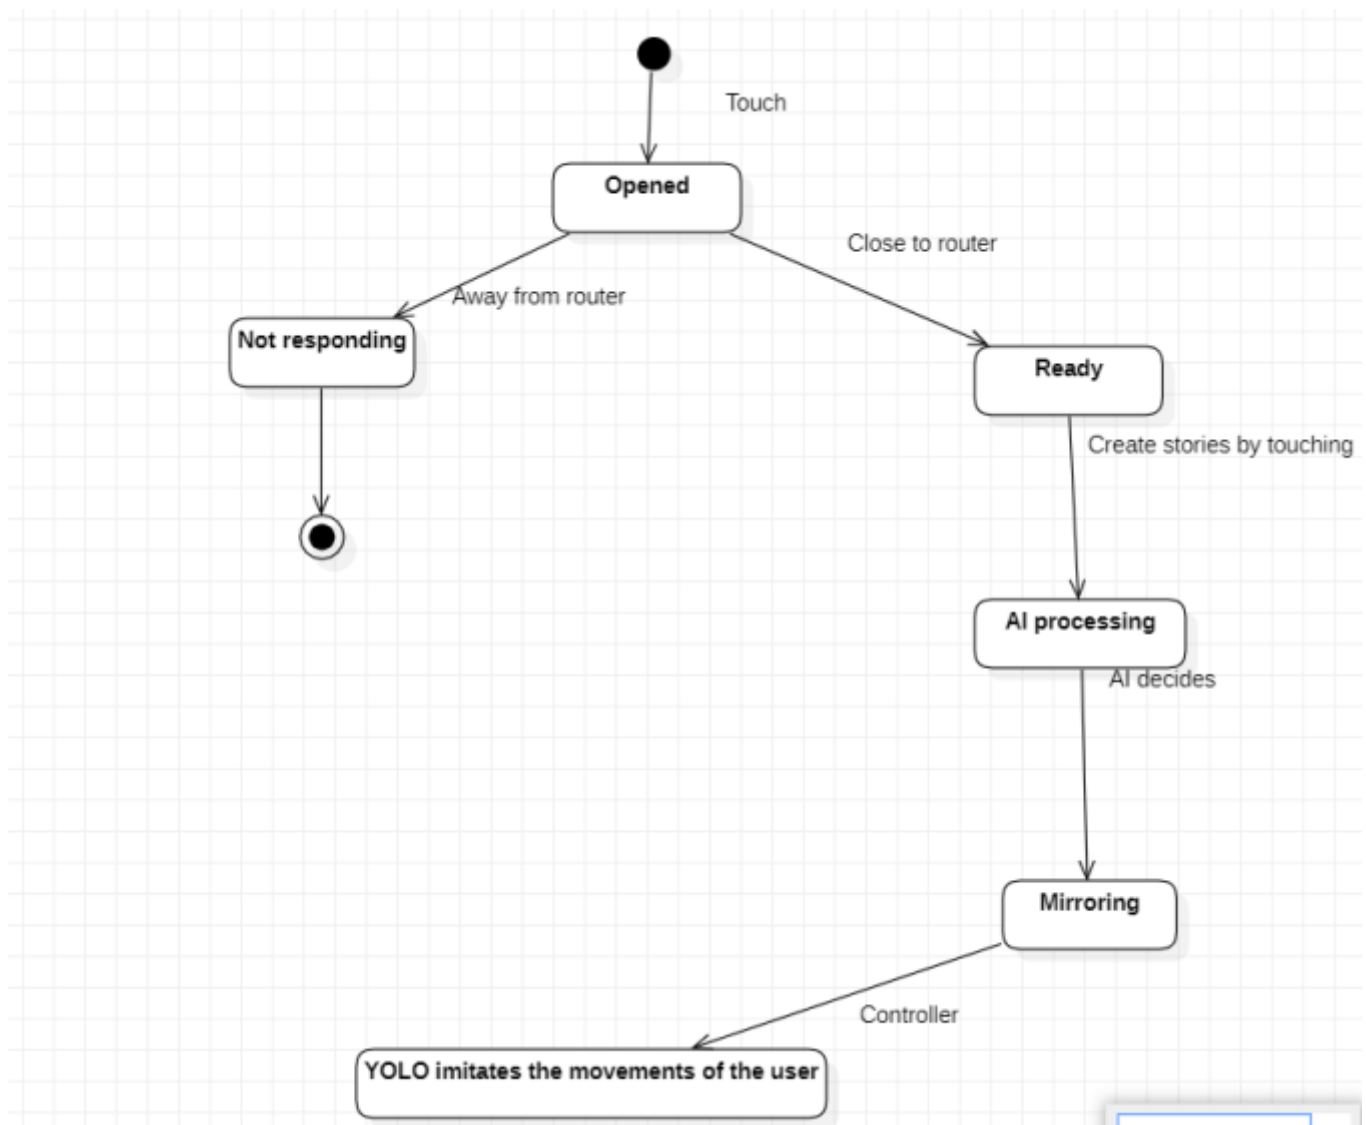 Touch
Opened
Close to router
Away from router
Not responding
Ready
Create stories by touching
AI processing
AI decides
Mirroring
Controller
YOLO imitates the movements of the user